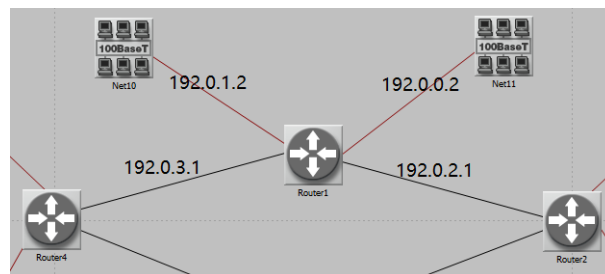 100BaseT
100BaseT
Net10
Net11
192.0.1.2
192.0.0.2
192.0.3.1
192.0.2.1
Router1
Router4
Router2